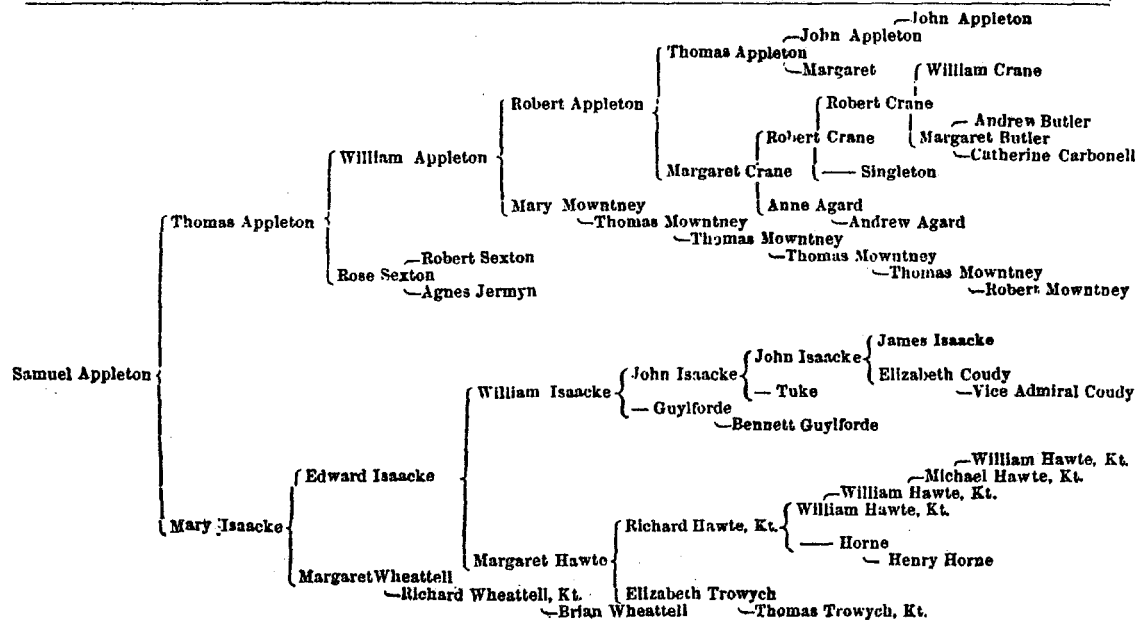 John Appleton
John Appleton
Thomas Appleton
Margaret
William Crane
Robert Appleton
Robert Crane
Andrew Butler
Robert Crane
Margaret Butler
William Appleton
Catherine Carbonell
Margaret Crane
— Singleton
Mary Mowntney
Anne Agard
Thomas Appleton
Thomas Mowntney
Andrew Agard
Thomas Mowntney
Robert Sexton
Thomas Mowntney
Rose Sexton
Thomas Mowntney
Agnes Jermyn
Robert Mowntney
James Isaacke
John Isaacke
Samuel Appleton
John Isaacke
Elizabeth Coudy
William Isaacke
— Tuke
Vice Admiral Coudy
— Guylforde
Bennett Guylforde
William Hawte, Kt.
Edward Isaacke
Michael Hawte, Kt.
William Hawte, Kt.
William Hawte, Kt.
Mary Isaacke
Richard Hawte, Kt.
— Horne
Margaret Hawte
Henry Horne
Margaret Wheattell
Richard Wheattell, Kt.
Elizabeth Trowych
Brian Wheattell
Thomas Trowych, Kt.